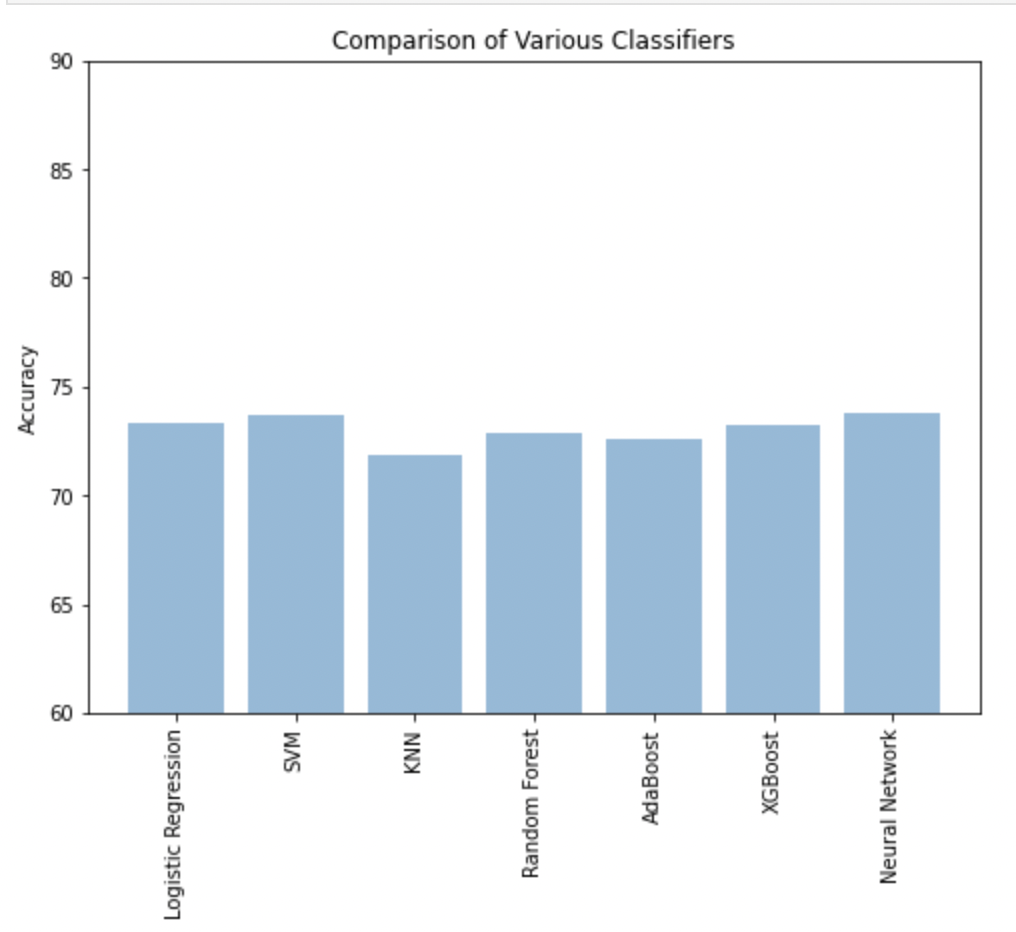 Comparison of Various Classifiers
90
85
80
75
70
65
60
Accuracy
Logistic Regression
SVM
KNN
Random Forest
AdaBoost
XGBoost
Neural Network